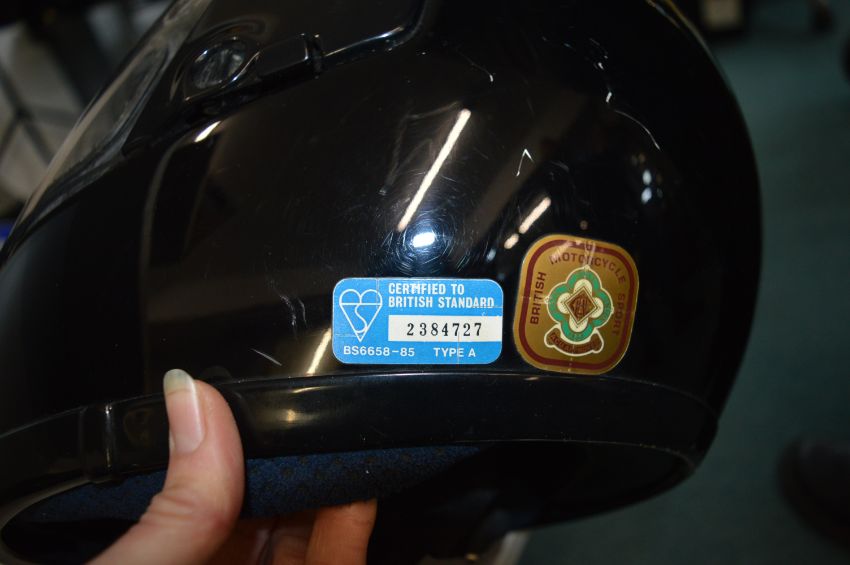 CERTIFIED TO
BRITISH STANDARD
2384727
BS6658-85 TYPE A
BRITISH MOTORCYCLE SPORT